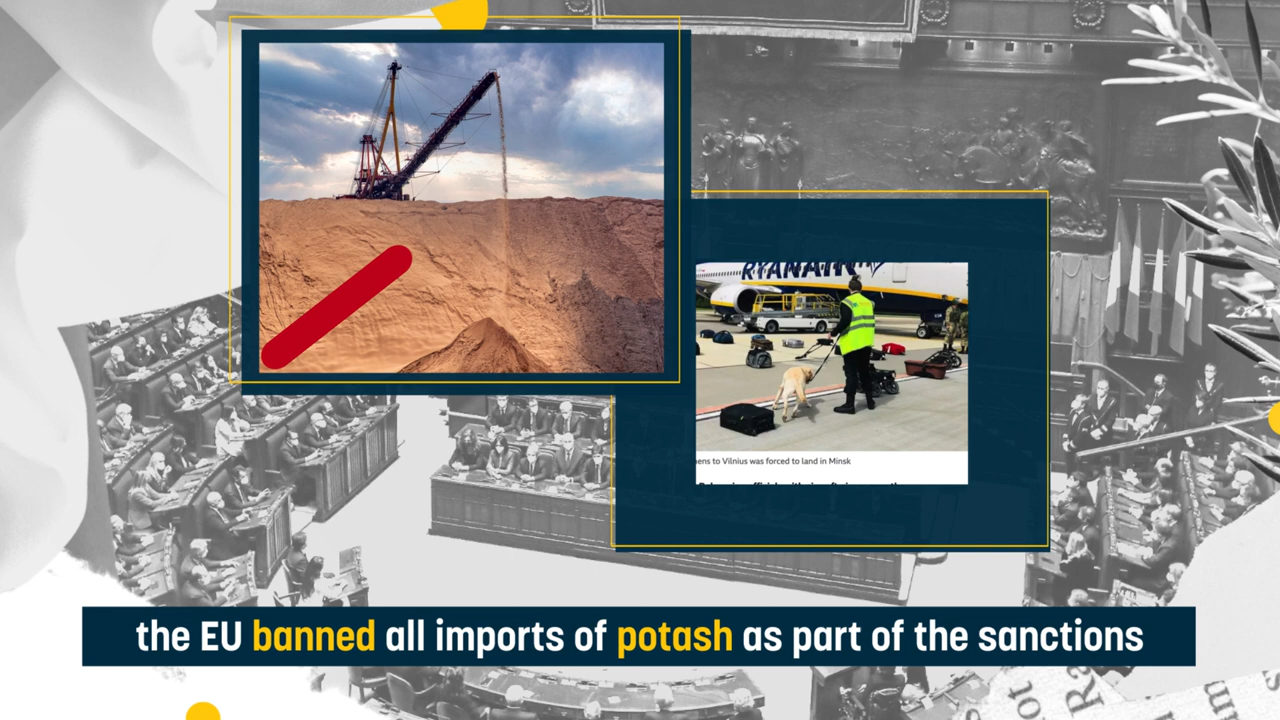 RYANAIR
ens to Vilnius was forced to land in Minsk
the EU banned all imports of potash as part of the sanctions